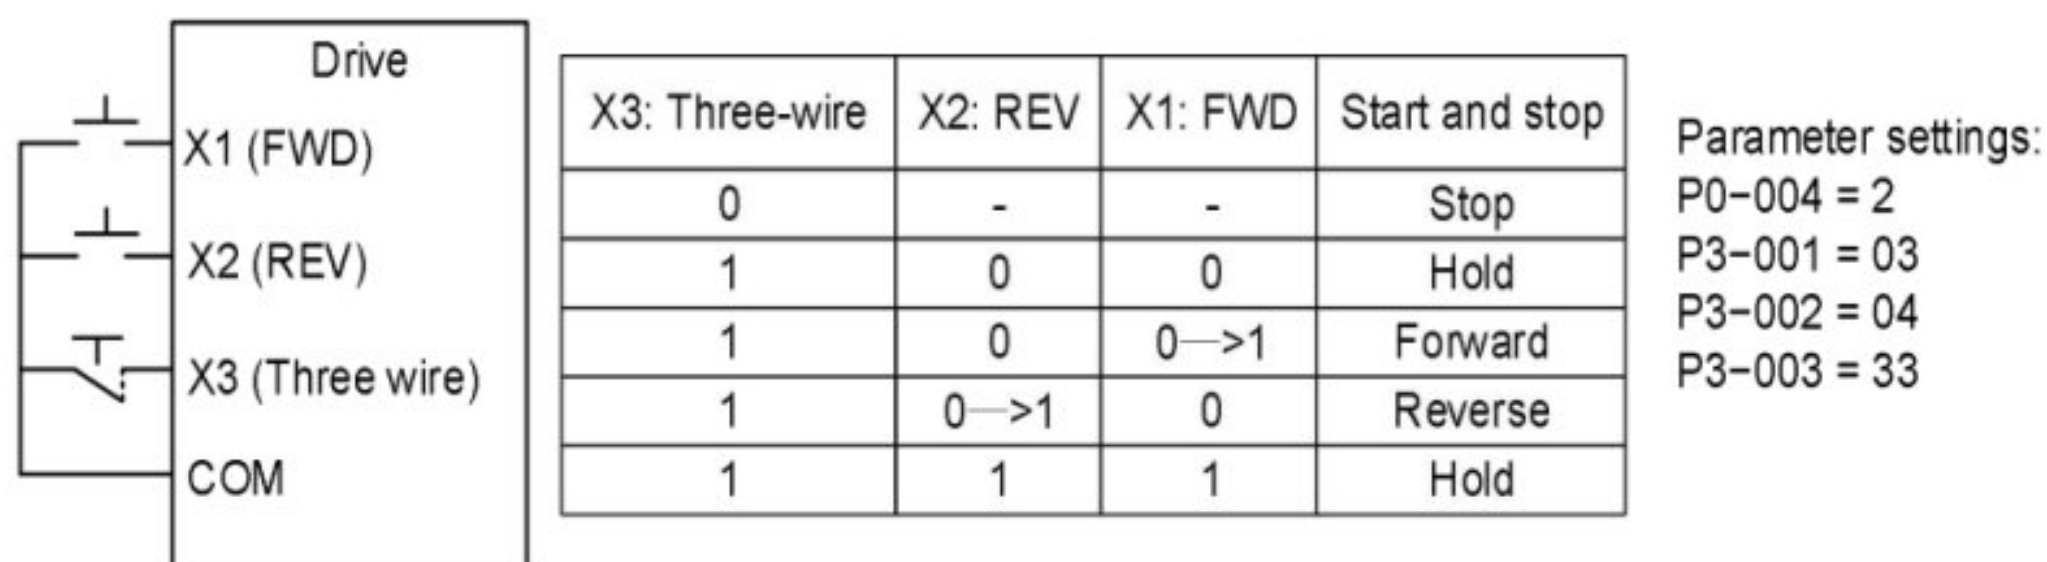 Drive
X1 (FWD)
X2 (REV)
X3 (Three wire)
COM
X3: Three-wire X2: REV X1: FWD Start and stop
0 - - Stop
1 0 0 Hold
1 0 0—>1 Forward
1 0—>1 0 Reverse
1 1 1 Hold
Parameter settings:
P0-004 = 2
P3-001 = 03
P3-002 = 04
P3-003 = 33